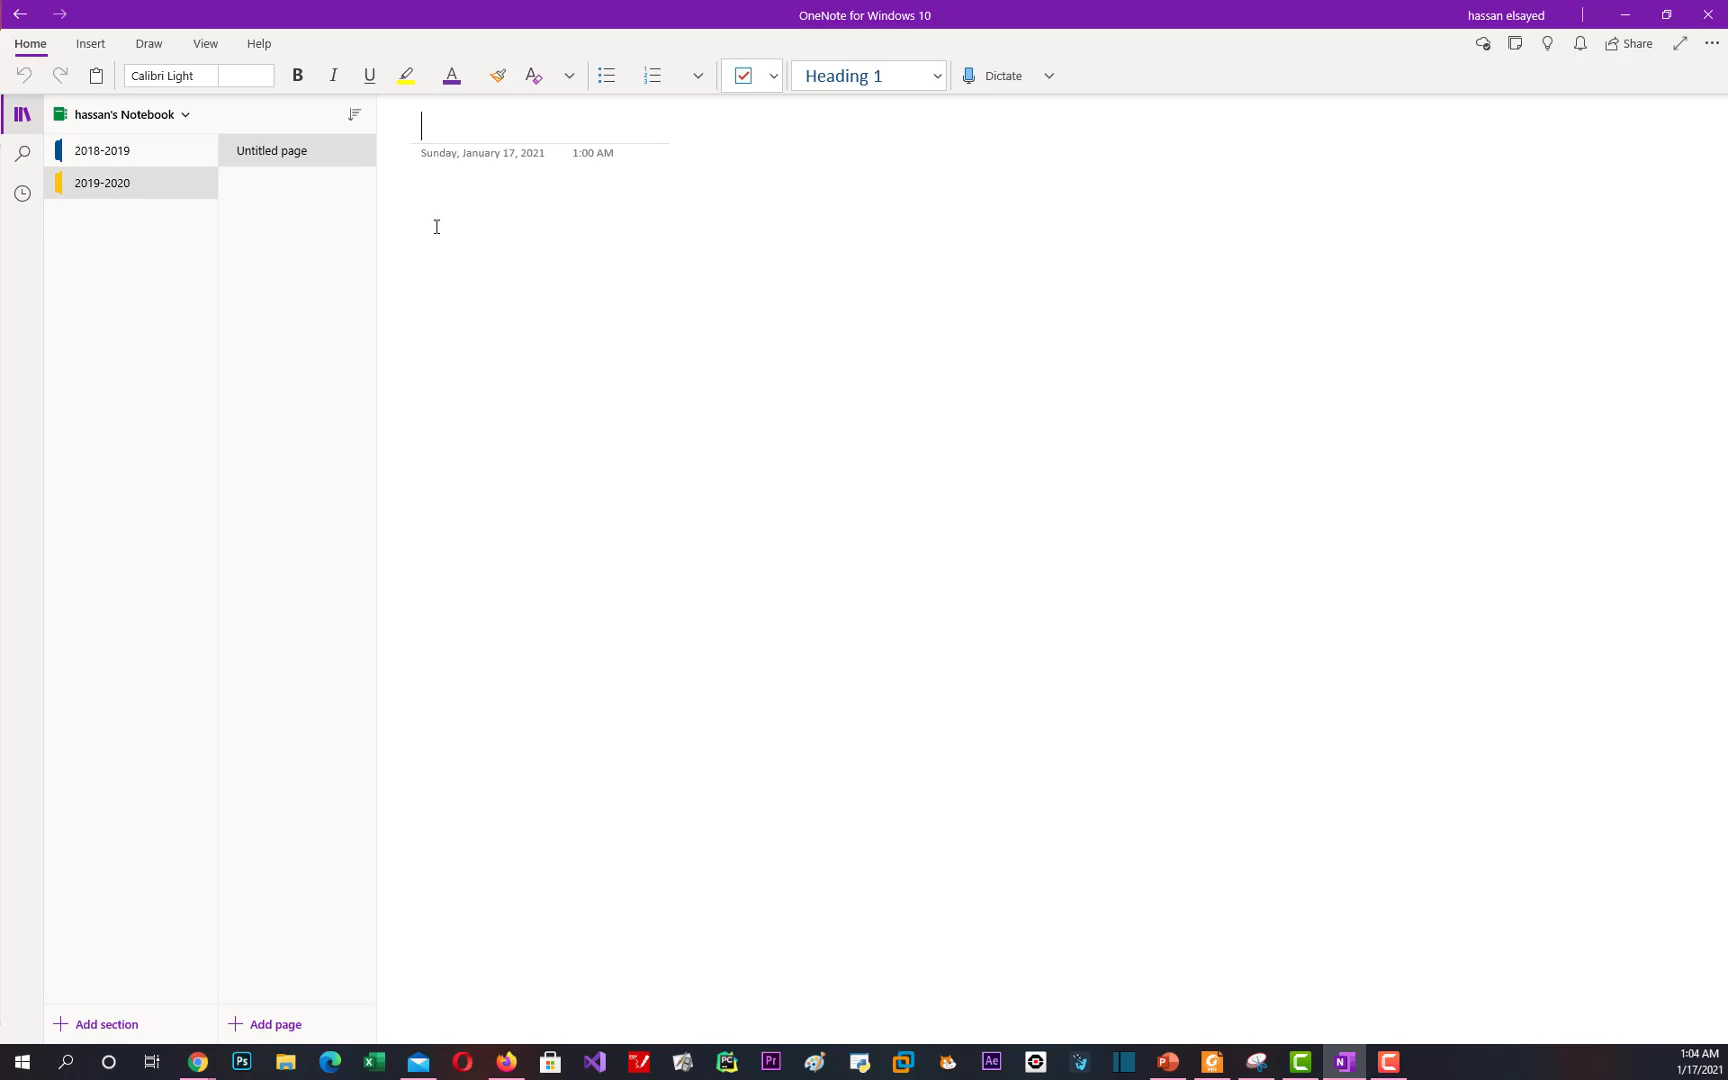 OneNote for Windows 10
hassan elsayed
Home Insert Draw View Help
Share
Calibri Light
B I U A A
Heading 1
Dictate
hassan's Notebook
2018-2019
Untitled page
2019-2020
Sunday, January 17, 2021 1:00 AM
Add section
Add page
1:04 AM
1/17/2021